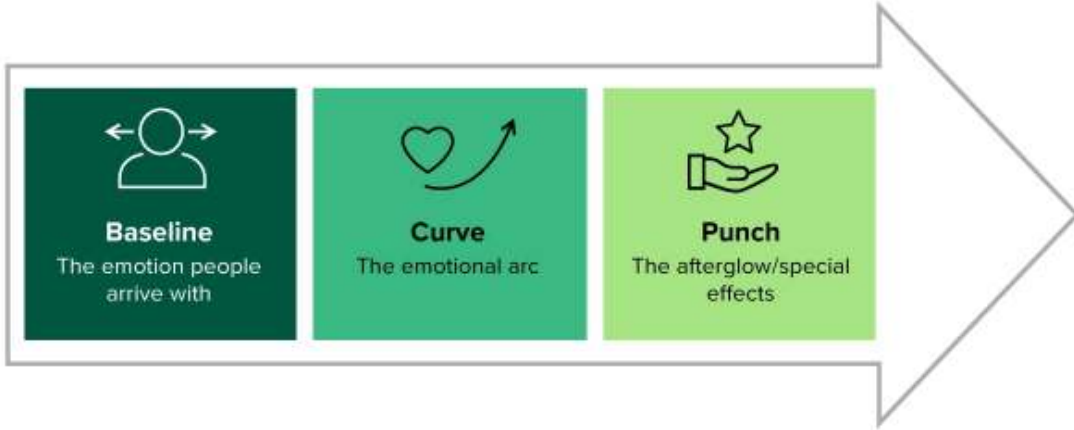 Baseline
The emotion people
arrive with
Curve
The emotional arc
Punch
The afterglow/special
effects